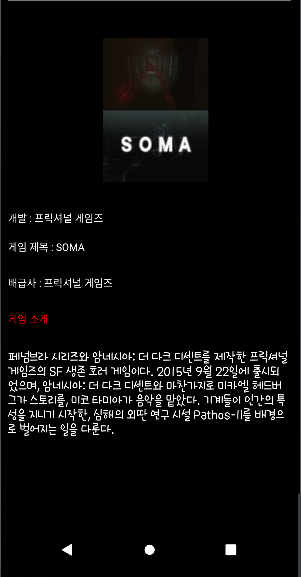 SOMA
개발 : 프릭셔널 게임즈
게임 제목 : SOMA
배급사 : 프릭셔널 게임즈
게임 소개
페넘브라 시리즈와 암네시아: 더 다크 디센트를 제작한 프릭셔널
게임즈의 SF 생존 호러 게임이다. 2015년 9월 22일에 출시되
었으며, 암네시아: 더 다크 디센트와 마찬가지로 미카엘 헤드버
그가 스토리를, 미코 타미아가 음악을 맡았다. 기계들이 인간의 특
성을 지니기 시작한, 심해의 외딴 연구 시설 Pathos-II를 배경으
로 벌어지는 일을 다룬다.